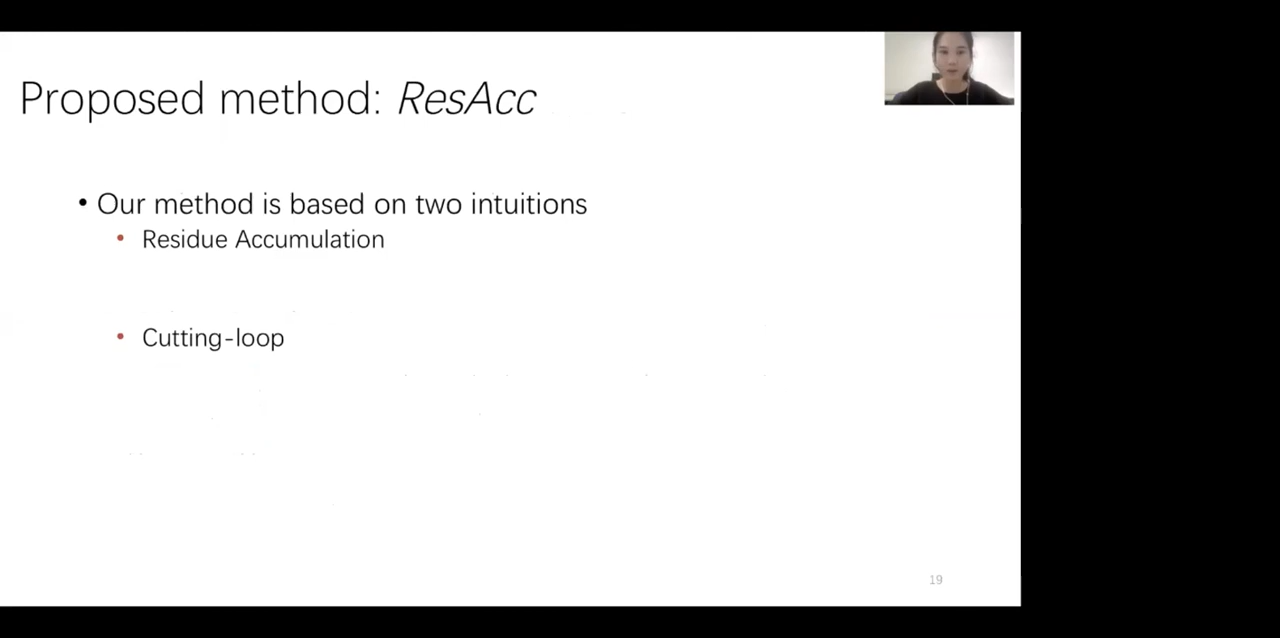 Proposed method: ResAcc
• Our method is based on two intuitions
• Residue Accumulation
• Cutting-loop
19